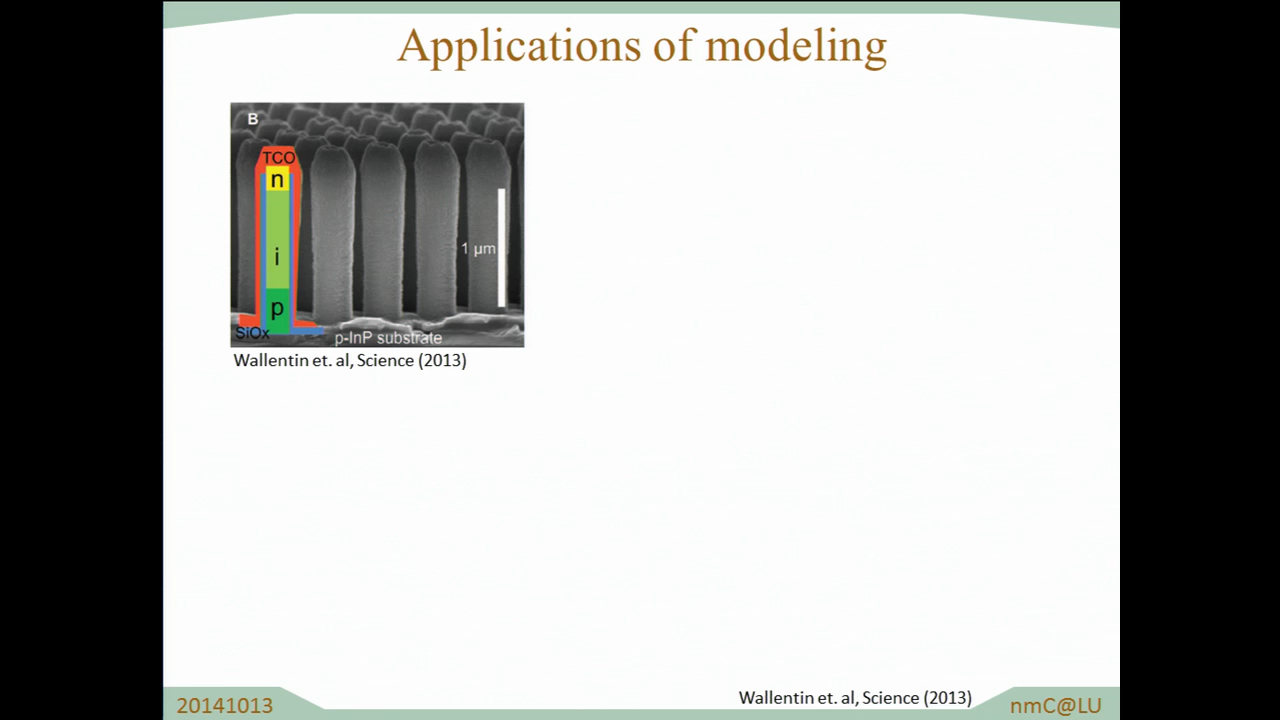 Applications of modeling
B
TCO
n
i
1 µm
p
SiOx
p-InP substrate
Wallentin et. al, Science (2013)
Wallentin et. al, Science (2013)
20141013
nmC@LU